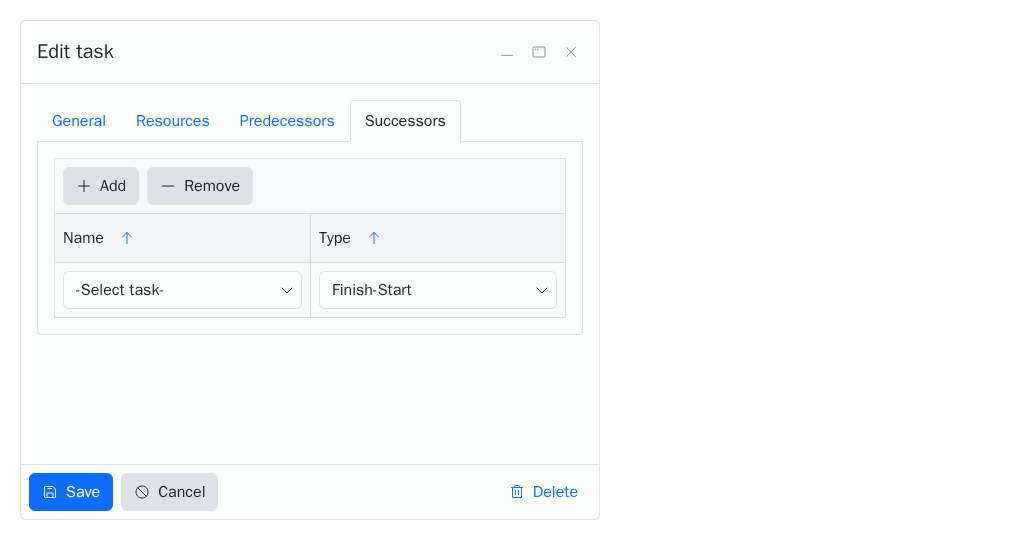 Edit task
General Resources Predecessors Successors
Add Remove
Name Type
-Select task- Finish-Start
Save Cancel Delete